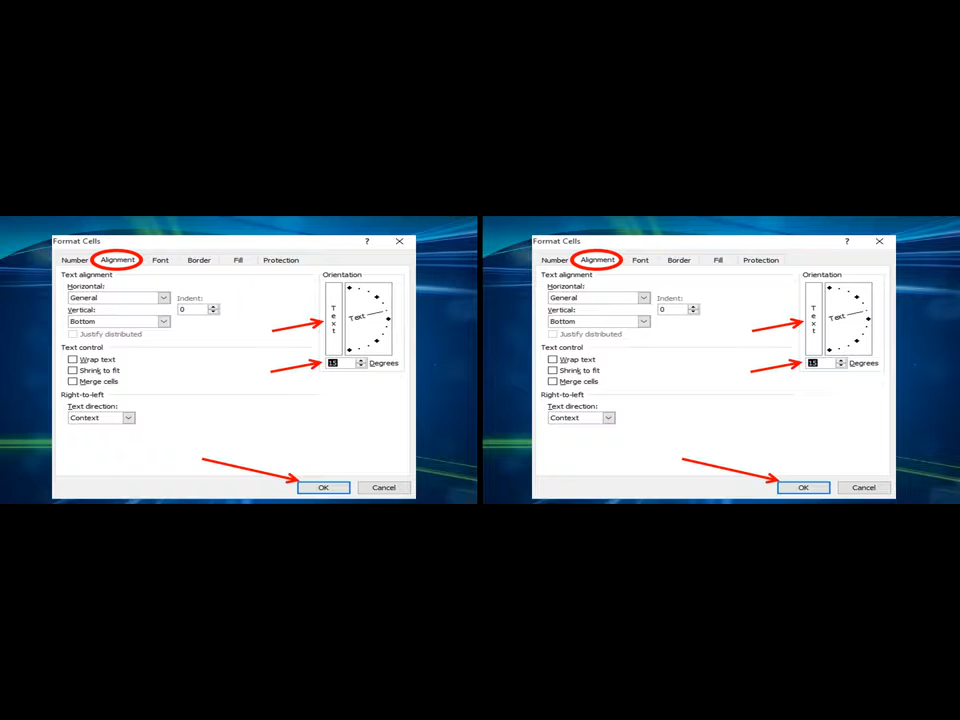 Format Cells ? ×
Number Alignment Font Border Fill Protection
Text alignment
Horizontal:
General
Indent:
Vertical:
0
Bottom
Justify distributed
Text control
Wrap text
Shrink to fit
Merge cells
Right-to-left
Text direction:
Context
Orientation
Text
Text
15 Degrees
OK Cancel
Format Cells ? ×
Number Alignment Font Border Fill Protection
Text alignment
Horizontal:
General
Indent:
Vertical:
0
Bottom
Justify distributed
Text control
Wrap text
Shrink to fit
Merge cells
Right-to-left
Text direction:
Context
Orientation
Text
Text
15 Degrees
OK Cancel